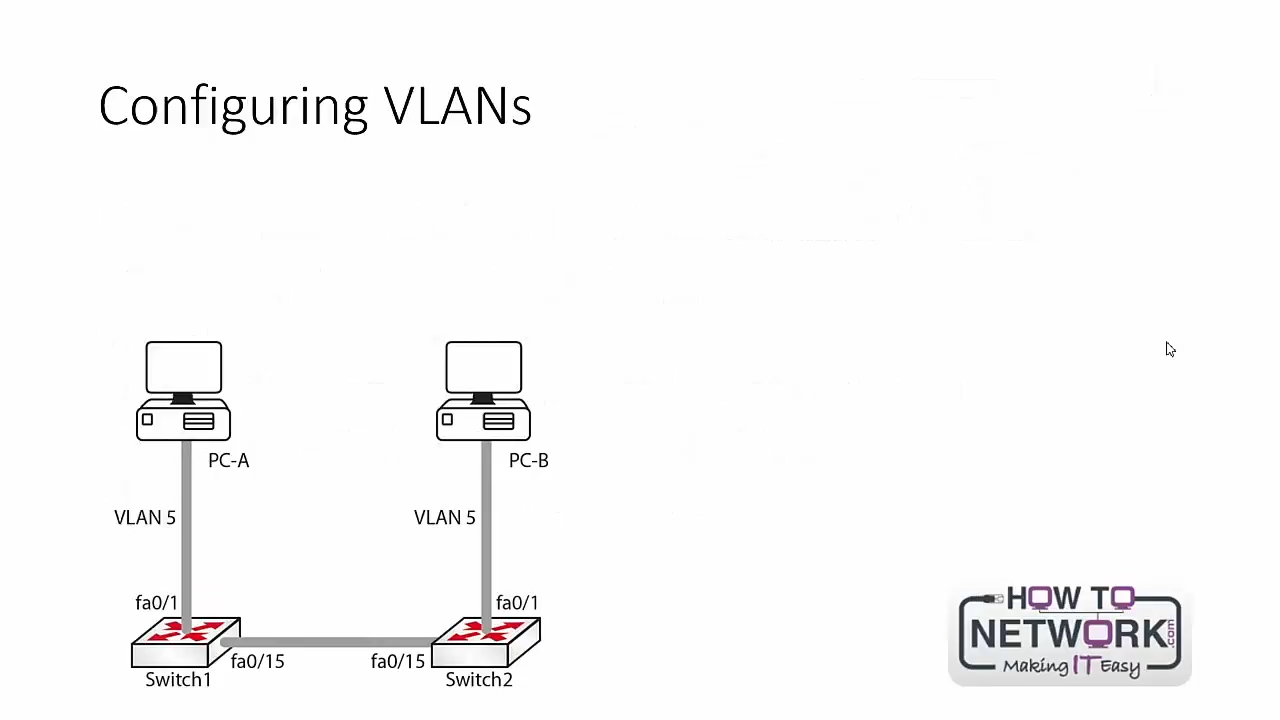 Configuring VLANs
PC-A
PC-B
VLAN 5
VLAN 5
fa0/1
fa0/1
fa0/15
fa0/15
Switch1
Switch2
HOW TO
NETWORK.com
Making IT Easy